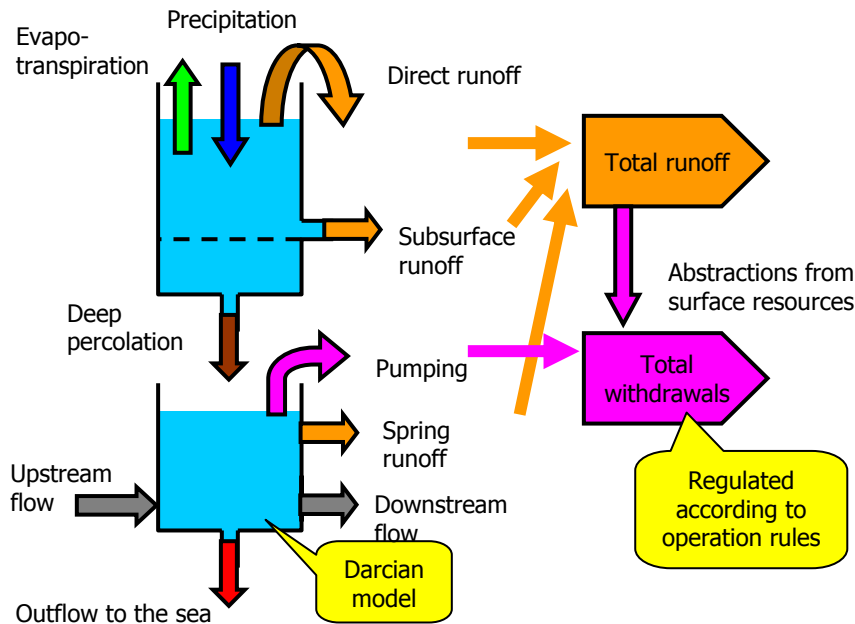 Precipitation
Evapo-
transpiration
Direct runoff
Total runoff
Subsurface
runoff
Abstractions from
surface resources
Deep
percolation
Pumping
Total
withdrawals
Spring
runoff
Upstream
flow
Downstream
flow
Regulated
according to
operation rules
Darcian
model
Outflow to the sea